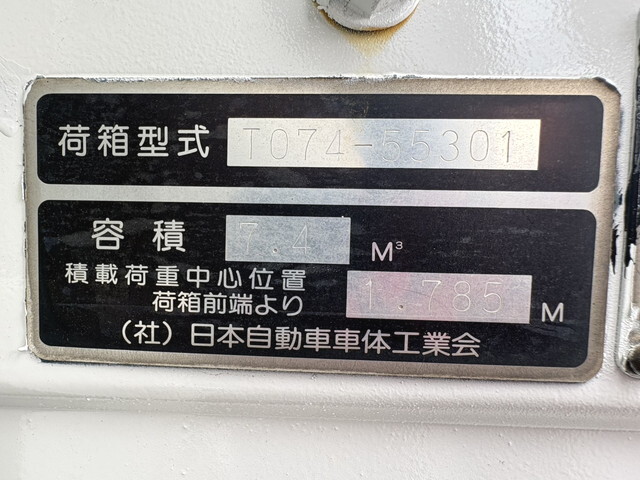 荷箱型式 T074-55301
容積 7.4 M³
積載荷重中心位置
荷箱前端より 1.785 M
(社)日本自動車車体工業会